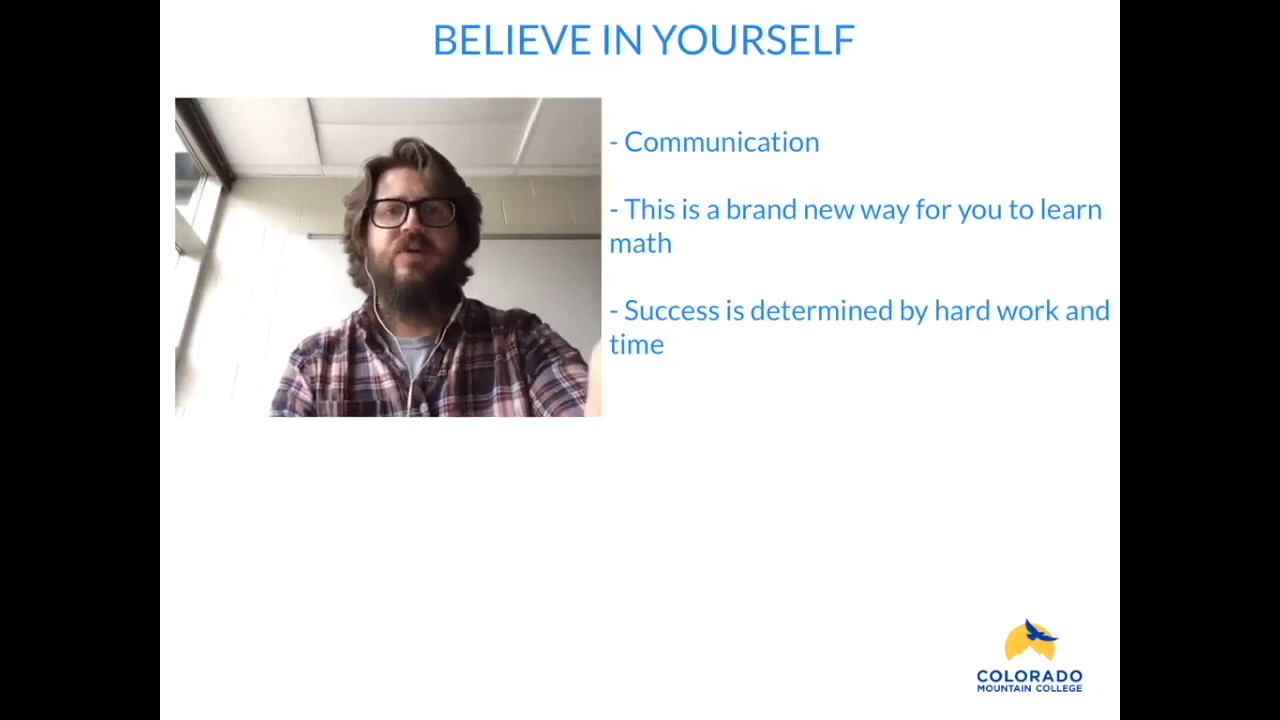 BELIEVE IN YOURSELF
- Communication
- This is a brand new way for you to learn
math
- Success is determined by hard work and
time
COLORADO
MOUNTAIN COLLEGE